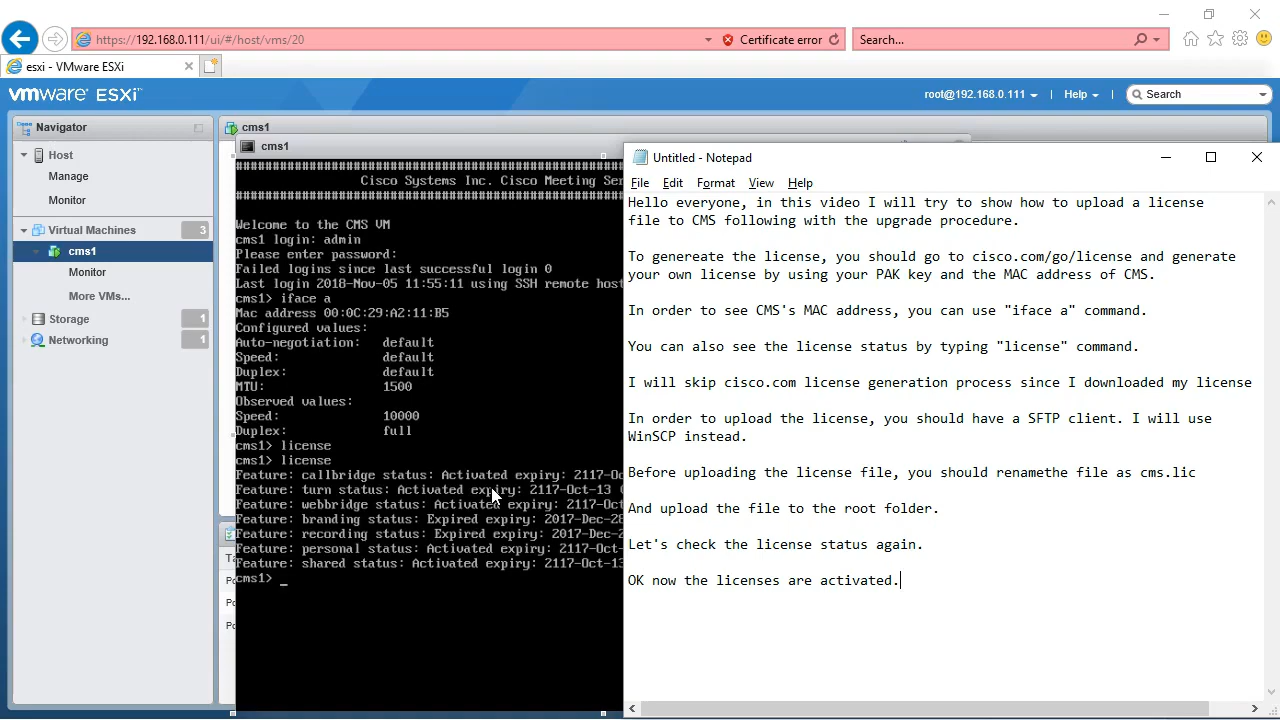 https://192.168.0.111/ui/#/host/vms/20
Certificate error
Search...
esxi - VMware ESXi
vmware ESXi
root@192.168.0.111
Help
Search
Navigator
Host
Manage
Monitor
Virtual Machines 3
cms1
Monitor
More VMs...
Storage 1
Networking 1
cms1
cms1
################################################
Cisco Systems Inc. Cisco Meeting Ser
################################################
Welcome to the CMS VM
cms1 login: admin
Please enter password:
Failed logins since last successful login 0
Last login 2018-Nov-05 11:55:11 using SSH remote host
cms1> iface a
Mac address 00:0C:29:A2:11:B5
Configured values:
Auto-negotiation: default
Speed: default
Duplex: default
MTU: 1500
Observed values:
Speed: 10000
Duplex: full
cms1> license
cms1> license
Feature: callbridge status: Activated expiry: 2117-Oc
Feature: turn status: Activated expiry: 2117-Oct-13
Feature: webbridge status: Activated expiry: 2117-Oct
Feature: branding status: Expired expiry: 2017-Dec-28
Feature: recording status: Expired expiry: 2017-Dec-2
Feature: personal status: Activated expiry: 2117-Oct-
Feature: shared status: Activated expiry: 2117-Oct-13
cms1> _
Untitled - Notepad
File Edit Format View Help
Hello everyone, in this video I will try to show how to upload a license
file to CMS following with the upgrade procedure.
To genereate the license, you should go to cisco.com/go/license and generate
your own license by using your PAK key and the MAC address of CMS.
In order to see CMS's MAC address, you can use "iface a" command.
You can also see the license status by typing "license" command.
I will skip cisco.com license generation process since I downloaded my license
In order to upload the license, you should have a SFTP client. I will use
WinSCP instead.
Before uploading the license file, you should renamethe file as cms.lic
And upload the file to the root folder.
Let's check the license status again.
OK now the licenses are activated.